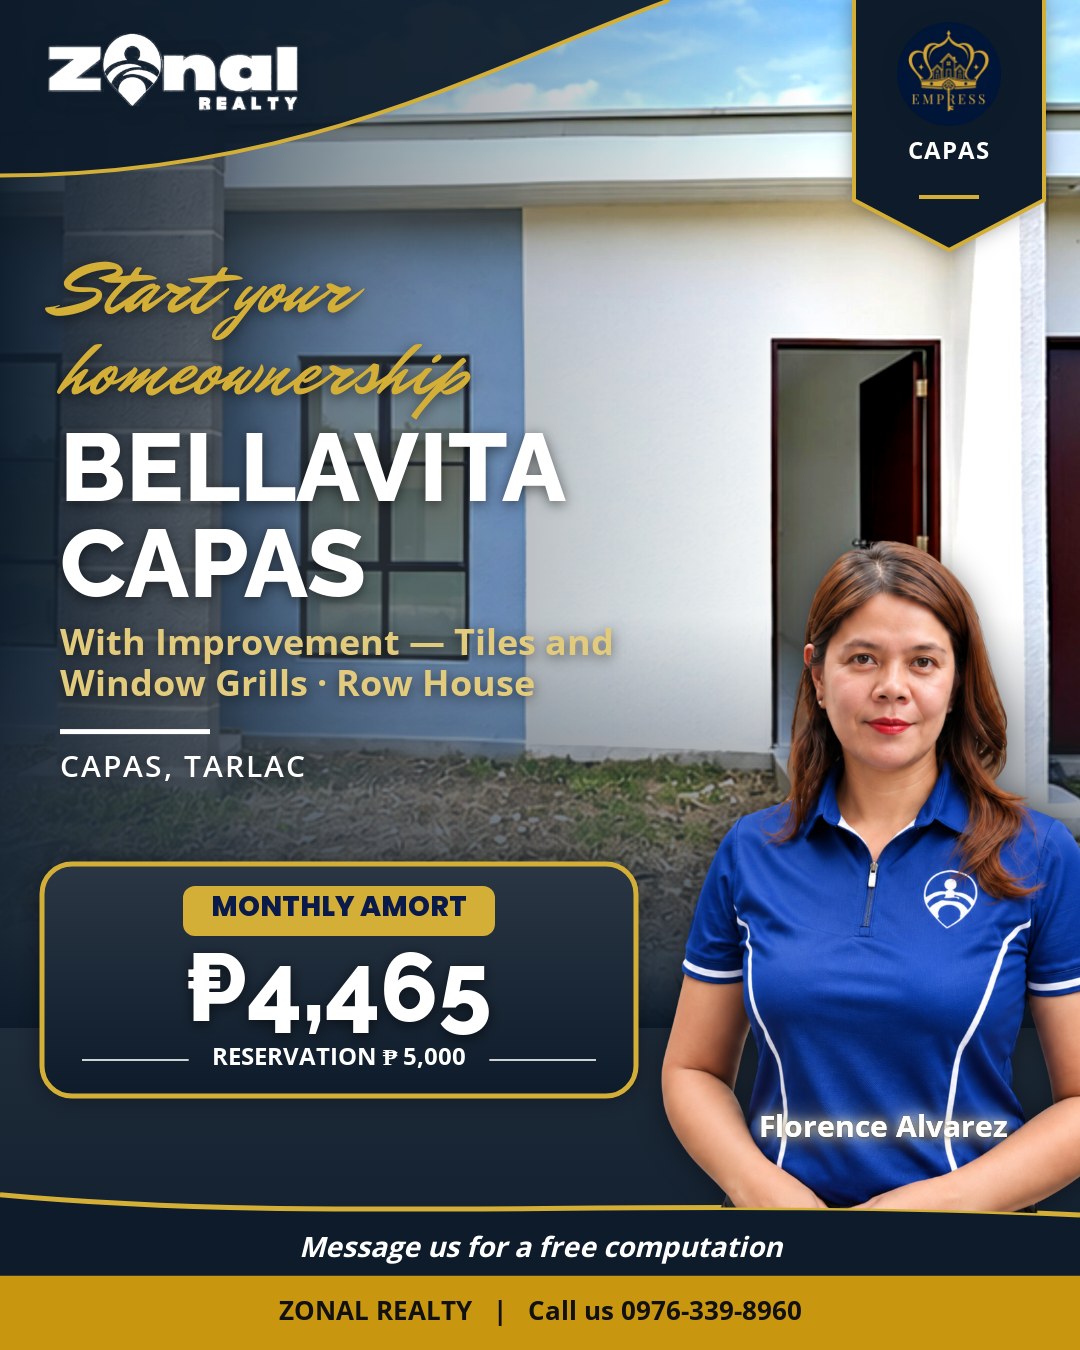 Zonal
REALTY
EMPRESS
CAPAS
Start your
homeownership
BELLAVITA
CAPAS
With Improvement — Tiles and
Window Grills · Row House
CAPAS, TARLAC
MONTHLY AMORT
₱4,465
RESERVATION ₱ 5,000
Florence Alvarez
Message us for a free computation
ZONAL REALTY | Call us 0976-339-8960